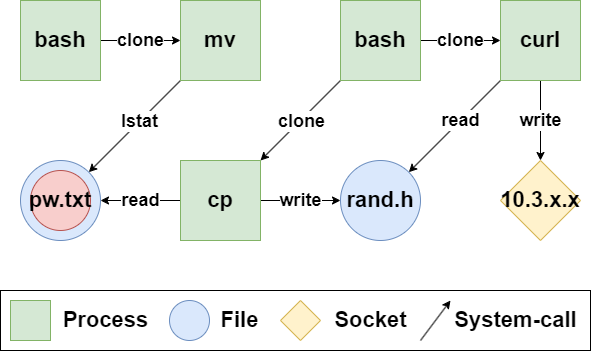 bash clone mv bash clone curl
lstat clone read write
pw.txt read cp write rand.h 10.3.x.x
Process File Socket System-call